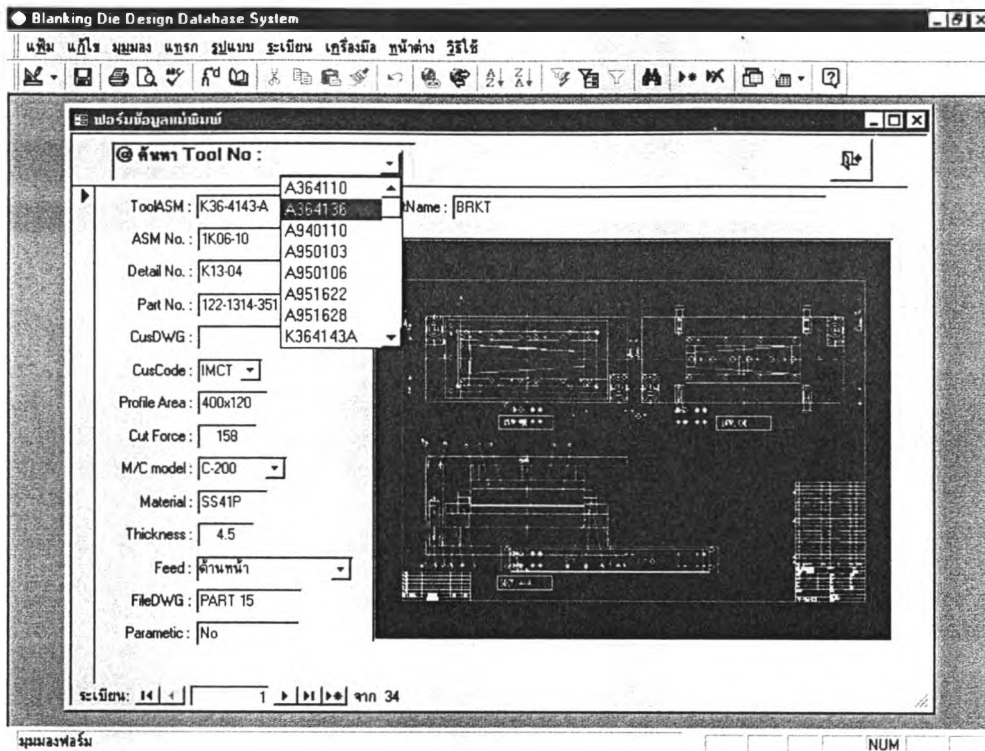 Blanking Die Design Database System
แฟ้ม แก้ไข มุมมอง แทรก รูปแบบ ระเบียน เครื่องมือ หน้าต่าง วิธีใช้
ฟอร์มข้อมูลแม่พิมพ์
@ ค้นหา Tool No :
A364110
ToolASM : K36-4143-A A364136 tName : BRKT
A940110
ASM No. : 1K06-10 A950103
Detail No. : K13-04 A950106
A951622
Part No. : 122-1314-351 A951628
CusDWG : K364143A
CusCode : IMCT
Profile Area : 400x120
Cut Force : 158
M/C model : C-200
Material : SS41P
Thickness : 4.5
Feed : ด้านหน้า
FileDWG : PART 15
Parametic : No
ระเบียน: 1 จาก 34
มุมมองฟอร์ม NUM